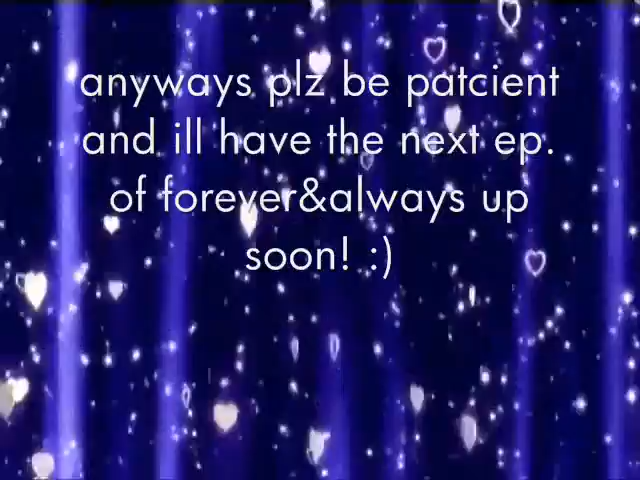 anyways plz be patcient
and ill have the next ep.
of forever&always up
soon! :)